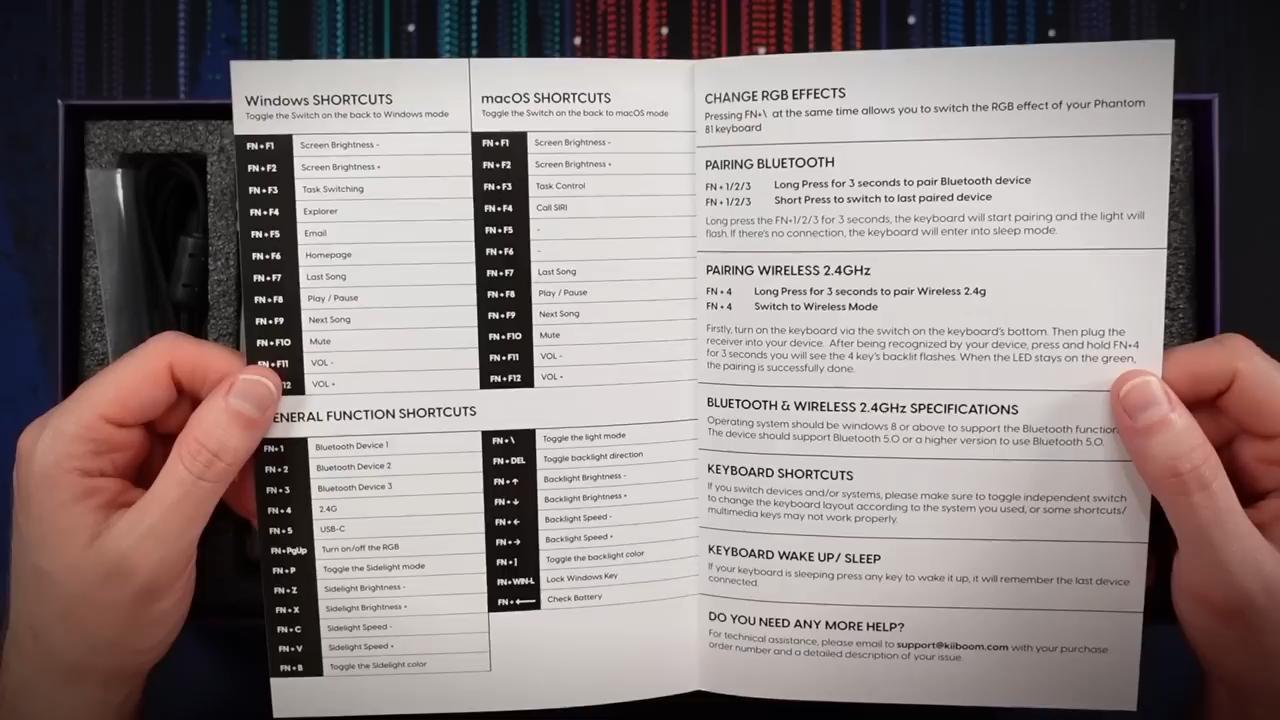 Windows SHORTCUTS
Toggle the Switch on the back to Windows mode
FN + F1 Screen Brightness -
FN + F2 Screen Brightness +
FN + F3 Task Switching
FN + F4 Explorer
FN + F5 Email
FN + F6 Homepage
FN + F7 Last Song
FN + F8 Play / Pause
FN + F9 Next Song
FN + F10 Mute
FN + F11 VOL -
12 VOL +
macOS SHORTCUTS
Toggle the Switch on the back to macOS mode
FN + F1 Screen Brightness -
FN + F2 Screen Brightness +
FN + F3 Task Control
FN + F4 Call SIRI
FN + F5 -
FN + F6 -
FN + F7 Last Song
FN + F8 Play / Pause
FN + F9 Next Song
FN + F10 Mute
FN + F11 VOL -
FN + F12 VOL +
ENERAL FUNCTION SHORTCUTS
FN + 1 Bluetooth Device 1
FN + 2 Bluetooth Device 2
FN + 3 Bluetooth Device 3
FN + 4 2.4G
FN + 5 USB-C
FN + PgUp Turn on/off the RGB
FN + P Toggle the Sidelight mode
FN + Z Sidelight Brightness -
FN + X Sidelight Brightness +
FN + C Sidelight Speed -
FN + V Sidelight Speed +
FN + B Toggle the Sidelight color
FN + \ Toggle the light mode
FN + DEL Toggle backlight direction
FN + ↑ Backlight Brightness -
FN + ↓ Backlight Brightness +
FN + ← Backlight Speed -
FN + → Backlight Speed +
FN + ] Toggle the backlight color
FN + WIN-L Lock Windows Key
FN + ⟵ Check Battery
CHANGE RGB EFFECTS
Pressing FN+\ at the same time allows you to switch the RGB effect of your Phantom
81 keyboard
PAIRING BLUETOOTH
FN + 1/2/3 Long Press for 3 seconds to pair Bluetooth device
FN + 1/2/3 Short Press to switch to last paired device
Long press the FN+1/2/3 for 3 seconds, the keyboard will start pairing and the light will
flash. If there's no connection, the keyboard will enter into sleep mode.
PAIRING WIRELESS 2.4GHz
FN + 4 Long Press for 3 seconds to pair Wireless 2.4g
FN + 4 Switch to Wireless Mode
Firstly, turn on the keyboard via the switch on the keyboard's bottom. Then plug the
receiver into your device. After being recognized by your device, press and hold FN+4
for 3 seconds you will see the 4 key's backlit flashes. When the LED stays on the green,
the pairing is successfully done.
BLUETOOTH & WIRELESS 2.4GHz SPECIFICATIONS
Operating system should be windows 8 or above to support the Bluetooth function.
The device should support Bluetooth 5.0 or a higher version to use Bluetooth 5.0.
KEYBOARD SHORTCUTS
If you switch devices and/or systems, please make sure to toggle independent switch
to change the keyboard layout according to the system you used, or some shortcuts/
multimedia keys may not work properly.
KEYBOARD WAKE UP/ SLEEP
If your keyboard is sleeping press any key to wake it up, it will remember the last device
connected.
DO YOU NEED ANY MORE HELP?
For technical assistance, please email to support@kiiboom.com with your purchase
order number and a detailed description of your issue.